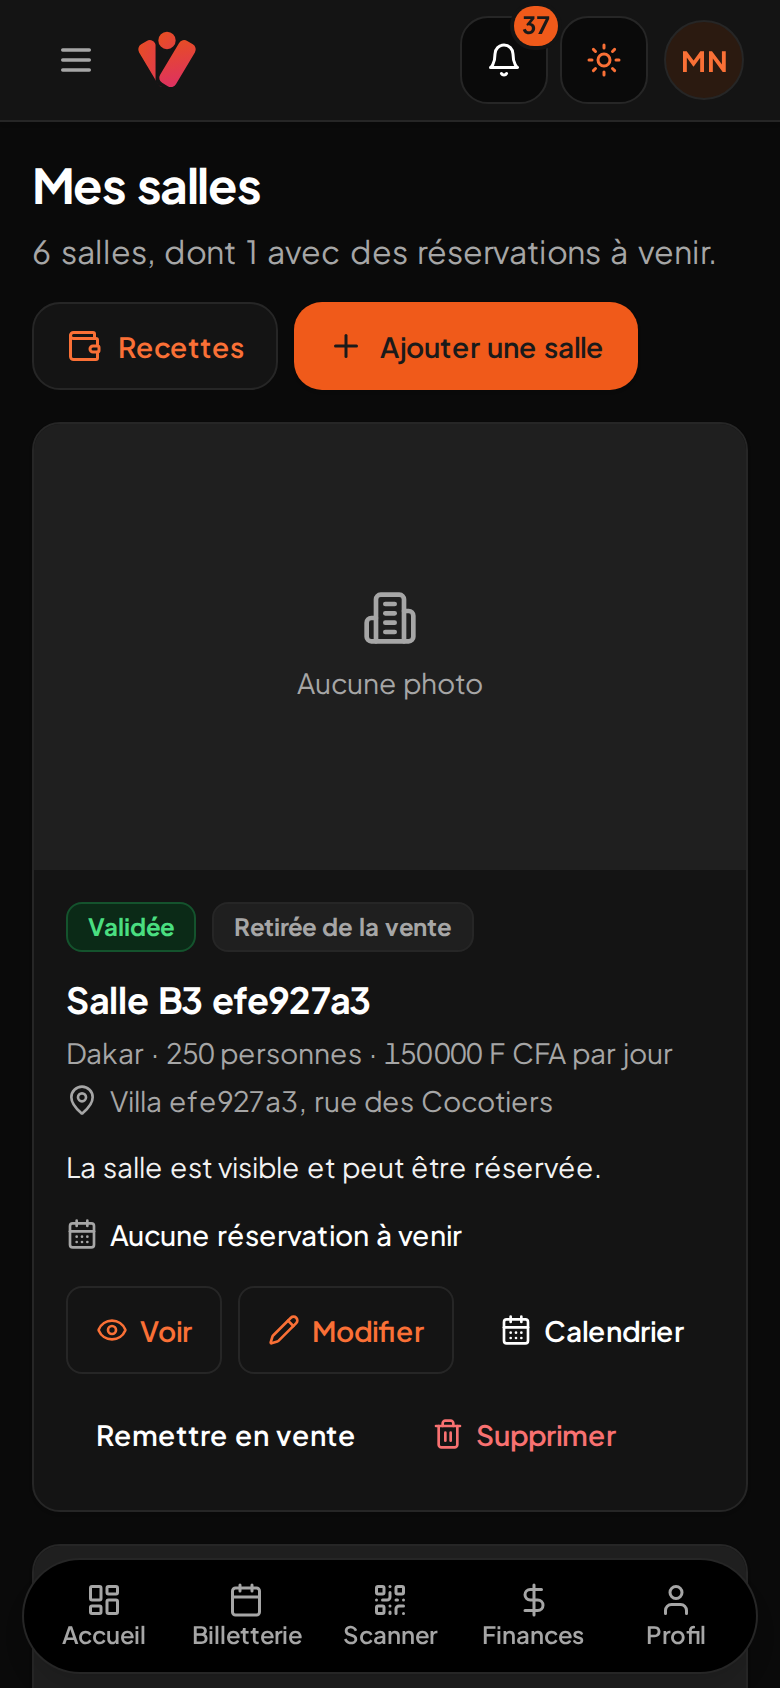 37
MN
Mes salles
6 salles, dont 1 avec des réservations à venir.
Recettes
Ajouter une salle
Aucune photo
Validée
Retirée de la vente
Salle B3 efe927a3
Dakar · 250 personnes · 150000 F CFA par jour
Villa efe927a3, rue des Cocotiers
La salle est visible et peut être réservée.
Aucune réservation à venir
Voir
Modifier
Calendrier
Remettre en vente
Supprimer
Accueil
Billetterie
Scanner
Finances
Profil